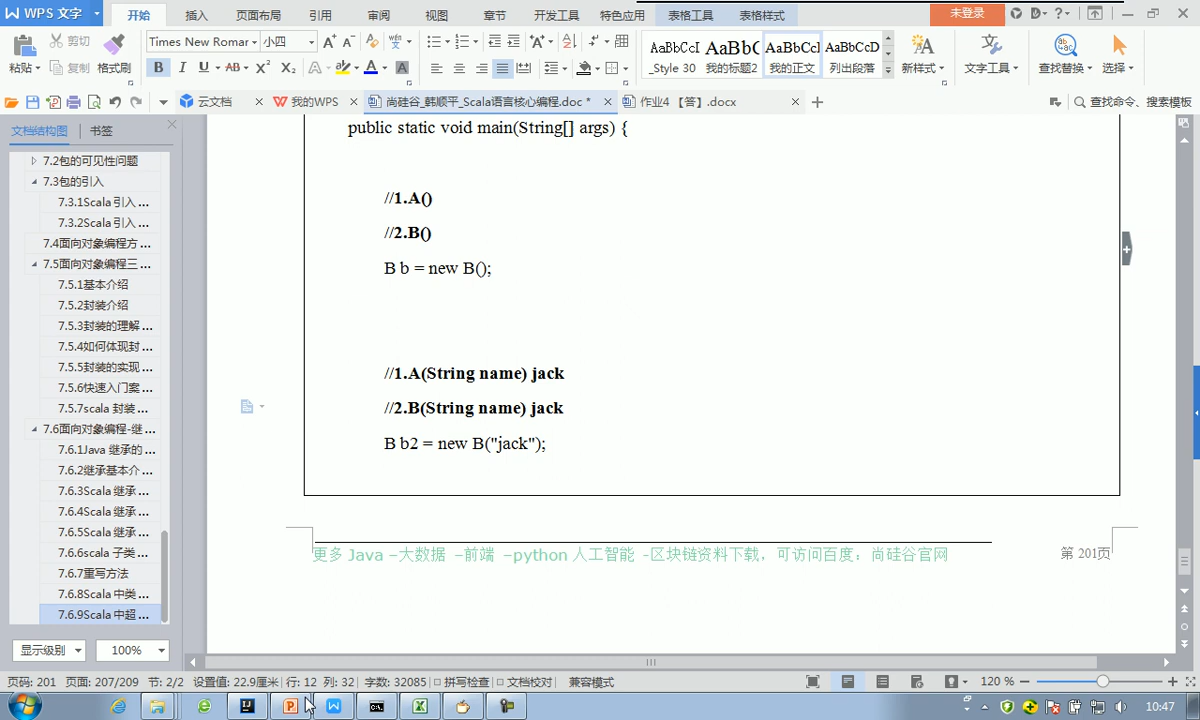 WPS 文字
开始
插入
页面布局
引用
审阅
视图
章节
开发工具
特色应用
表格工具
表格样式
未登录
剪切
粘贴
复制
格式刷
Times New Romar
小四
B I U AB X² X₂
AaBbCcI
AaBbC
AaBbCcl
AaBbCcD
_Style 30
我的标题2
我的正文
列出段落
新样式
文字工具
查找替换
选择
云文档
我的WPS
尚硅谷_韩顺平_Scala语言核心编程.doc *
作业4 【答】.docx
查找命令、搜索模板
文档结构图
书签
7.2包的可见性问题
7.3包的引入
7.3.1Scala 引入 ...
7.3.2Scala 引入 ...
7.4面向对象编程方 ...
7.5面向对象编程三 ...
7.5.1基本介绍
7.5.2封装介绍
7.5.3封装的理解 ...
7.5.4如何体现封 ...
7.5.5封装的实现 ...
7.5.6快速入门案 ...
7.5.7scala 封装 ...
7.6面向对象编程-继 ...
7.6.1Java 继承的 ...
7.6.2继承基本介 ...
7.6.3Scala 继承 ...
7.6.4Scala 继承 ...
7.6.5Scala 继承 ...
7.6.6scala 子类 ...
7.6.7重写方法
7.6.8Scala 中类 ...
7.6.9Scala 中超 ...
显示级别
100%
public static void main(String[] args) {
//1.A()
//2.B()
B b = new B();
//1.A(String name) jack
//2.B(String name) jack
B b2 = new B("jack");
更多 Java –大数据 –前端 –python 人工智能 -区块链资料下载，可访问百度：尚硅谷官网
第 201页
页码: 201 页面: 207/209 节: 2/2 设置值: 22.9厘米 行: 12 列: 32 字数: 32085 拼写检查 文档校对 兼容模式
120 %
10:47